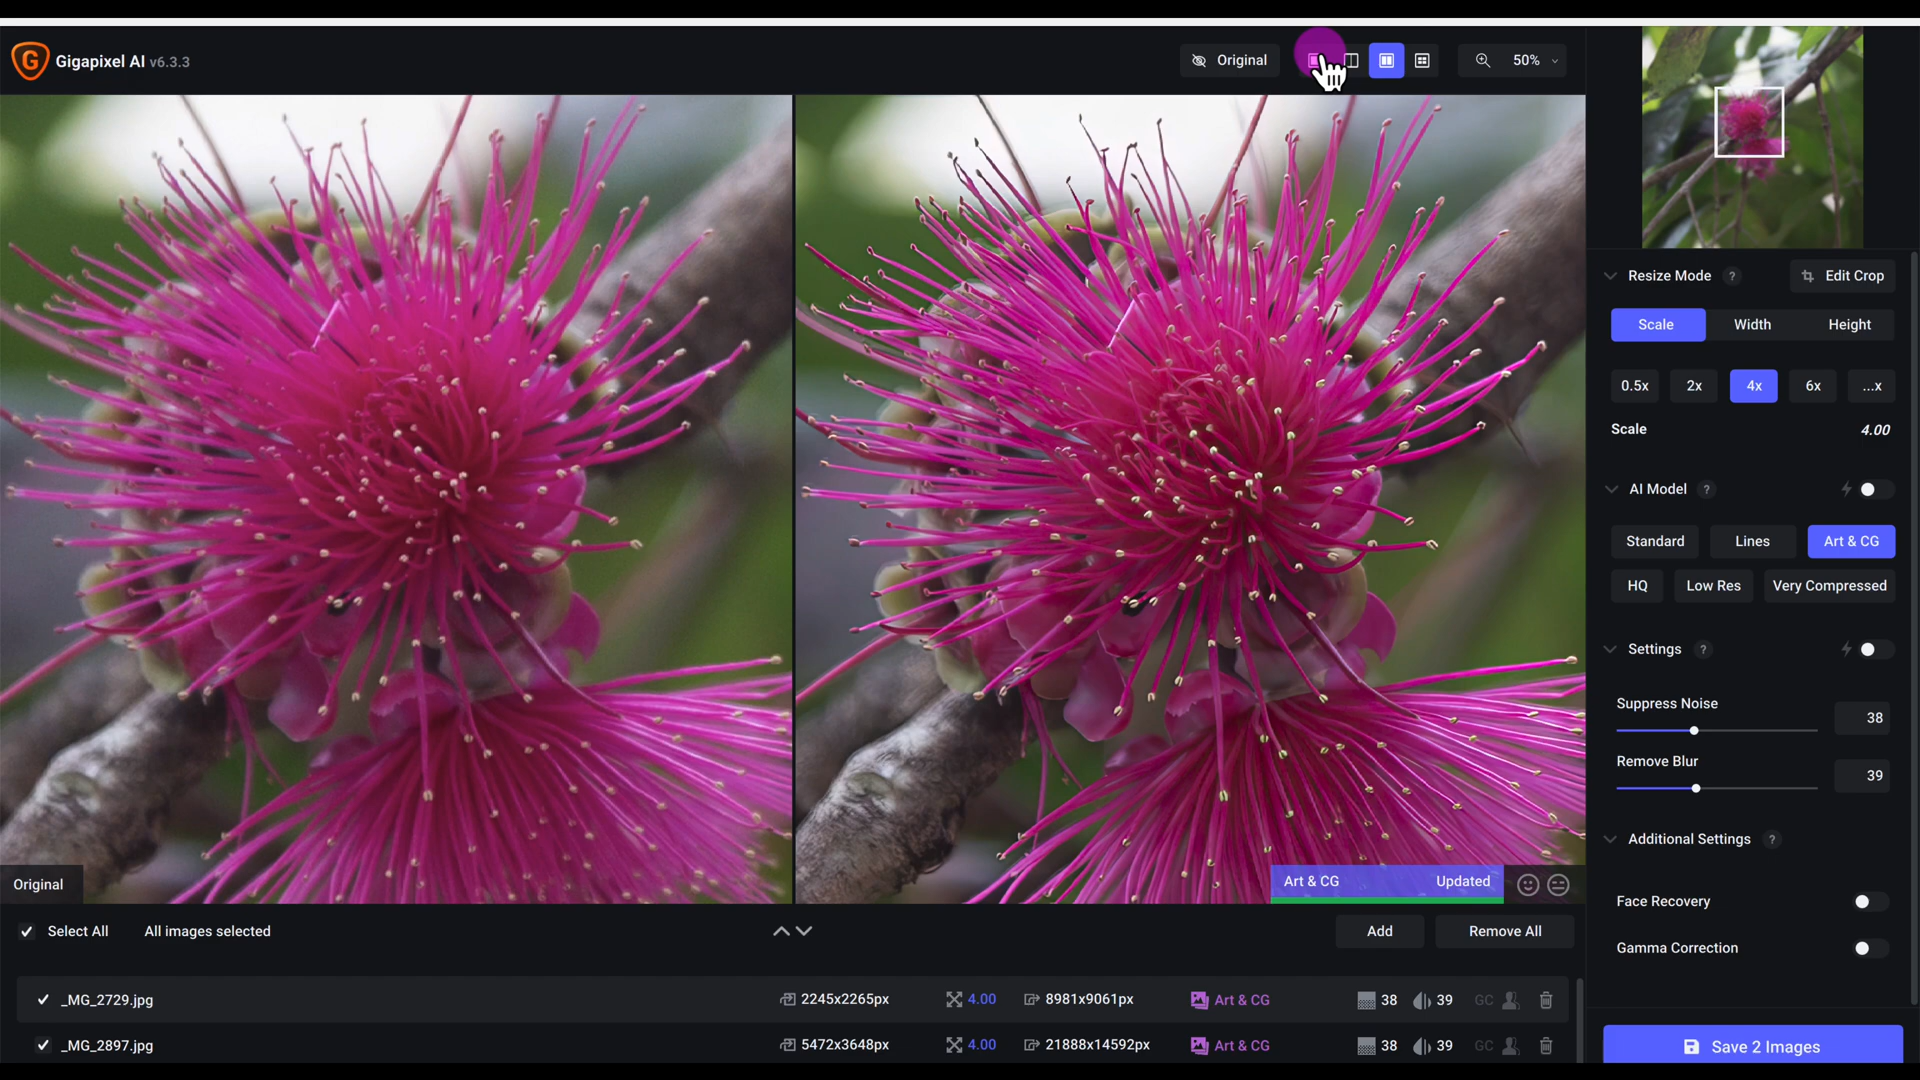 Gigapixel AI v6.3.3
Original
50%
Resize Mode ?
Edit Crop
Scale Width Height
0.5x 2x 4x 6x ...x
Scale 4.00
AI Model ?
Standard Lines Art & CG
HQ Low Res Very Compressed
Settings ?
Suppress Noise
38
Remove Blur
39
Additional Settings ?
Face Recovery
Gamma Correction
Original
Art & CG Updated
Select All All images selected Add Remove All
_MG_2729.jpg 2245x2265px 4.00 8981x9061px Art & CG 38 39 GC
_MG_2897.jpg 5472x3648px 4.00 21888x14592px Art & CG 38 39 GC
Save 2 Images